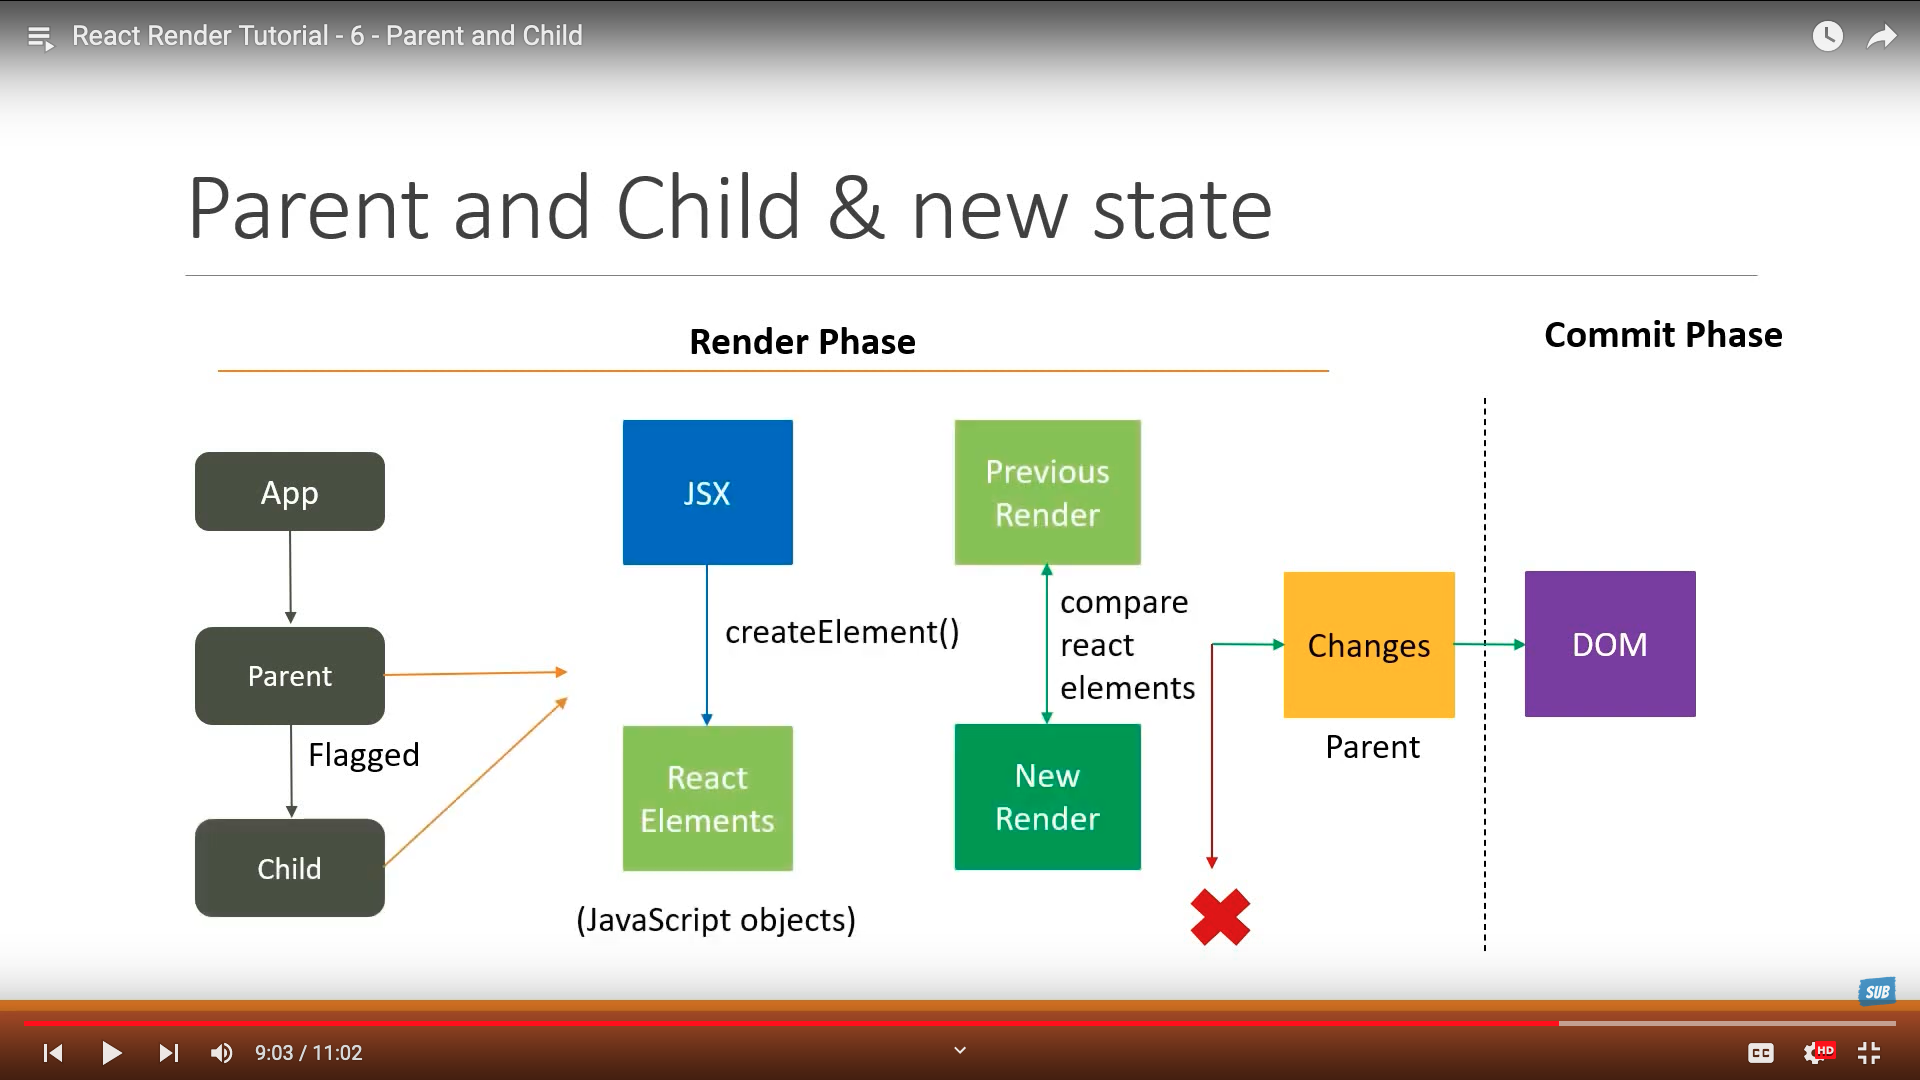 React Render Tutorial - 6 - Parent and Child
Parent and Child & new state
Render Phase
Commit Phase
App
Parent
Flagged
Child
JSX
createElement()
React
Elements
(JavaScript objects)
Previous
Render
compare
react
elements
New
Render
Changes
Parent
DOM
SUB
9:03 / 11:02
CC
HD